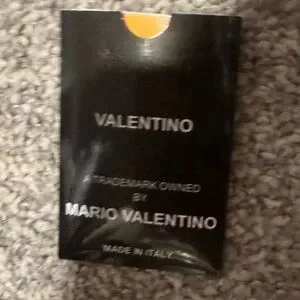 VALENTINO
A TRADEMARK OWNED
BY
MARIO VALENTINO
MADE IN ITALY